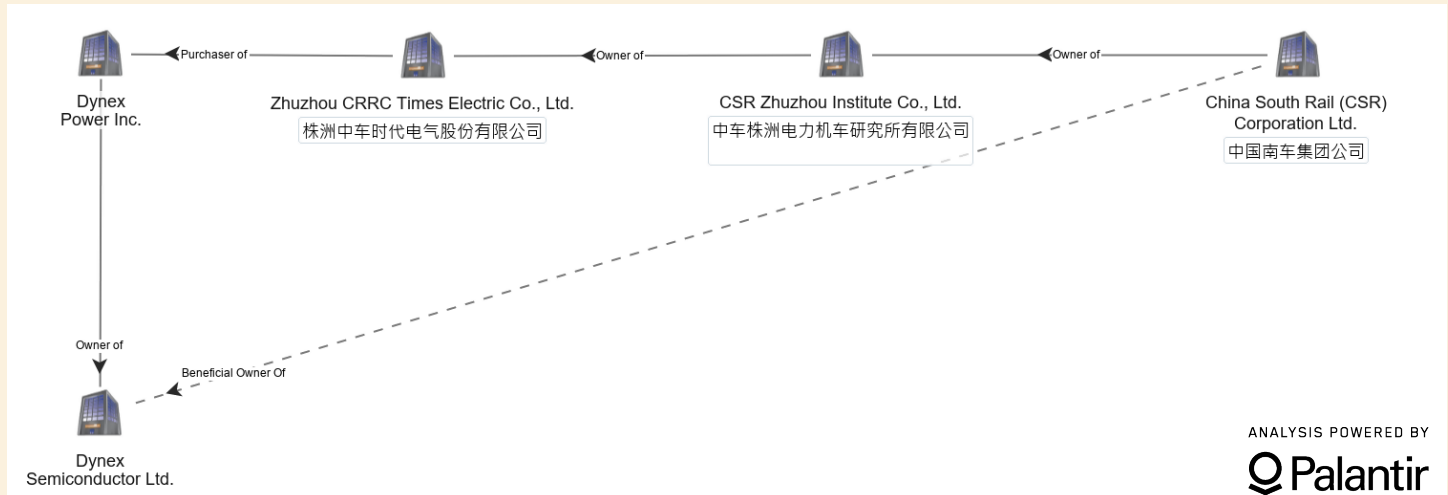 Purchaser of
Owner of
Owner of
Dynex
Power Inc.
Zhuzhou CRRC Times Electric Co., Ltd.
株洲中车时代电气股份有限公司
CSR Zhuzhou Institute Co., Ltd.
中车株洲电力机车研究所有限公司
China South Rail (CSR)
Corporation Ltd.
中国南车集团公司
Owner of
Beneficial Owner Of
Dynex
Semiconductor Ltd.
ANALYSIS POWERED BY
Palantir